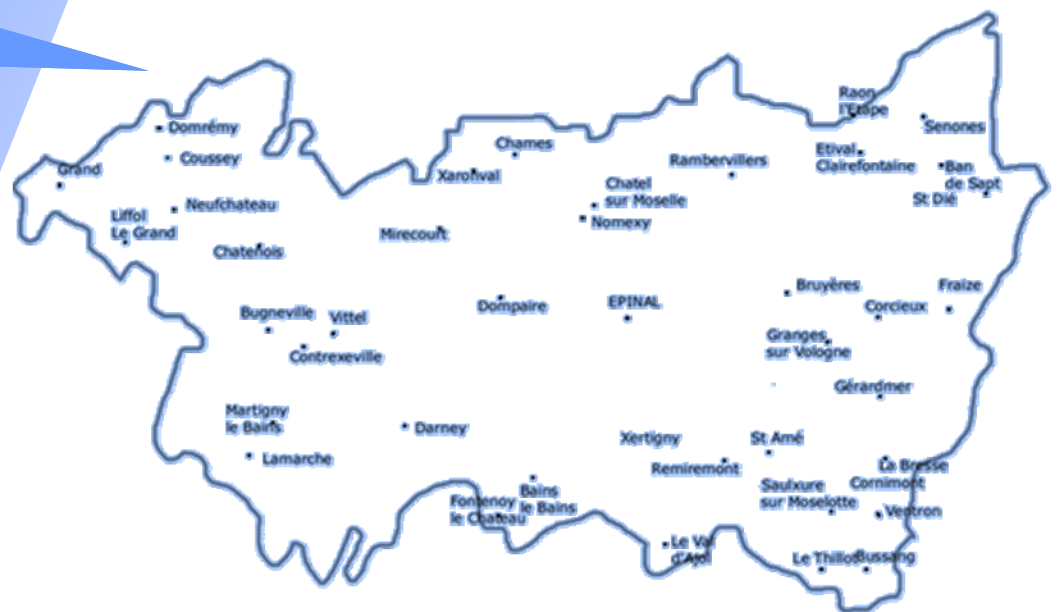 Raon
l'Etape
Senones
Domrémy
Chames
Etival
Clairefontaine
Coussey
Rambervillers
Ban
de Sapt
Grand
Xaronval
Chatel
sur Moselle
St Dié
Neufchateau
Liffol
Le Grand
Nomexy
Mirecourt
Chatenois
Bruyères
Fraize
Dompaire
EPINAL
Corcieux
Bugneville
Vittel
Granges
sur Vologne
Contrexeville
Gérardmer
Martigny
le Bains
Darney
Xertigny
St Amé
Lamarche
Remiremont
La Bresse
Cornimont
Saulxure
sur Moselotte
Bains
le Bains
Fontenoy
le Chateau
Ventron
Le Val
d'Ajol
Le Thillot
Bussang